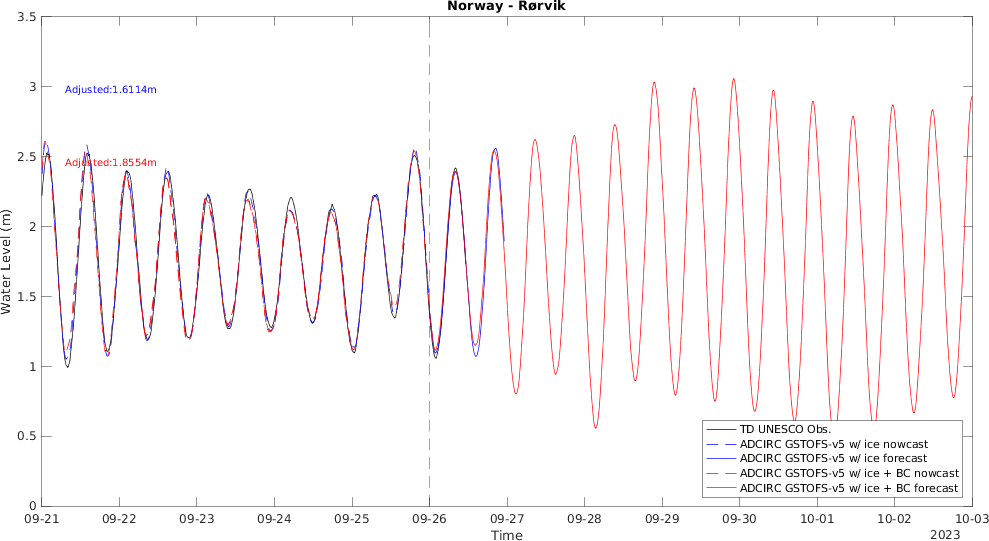 Norway - Rørvik
3.5
3
2.5
2
1.5
1
0.5
0
Water Level (m)
Adjusted:1.6114m
Adjusted:1.8554m
TD UNESCO Obs.
ADCIRC GSTOFS-v5 w/ ice nowcast
ADCIRC GSTOFS-v5 w/ ice forecast
ADCIRC GSTOFS-v5 w/ ice + BC nowcast
ADCIRC GSTOFS-v5 w/ ice + BC forecast
09-21 09-22 09-23 09-24 09-25 09-26 09-27 09-28 09-29 09-30 10-01 10-02 10-03
Time
2023